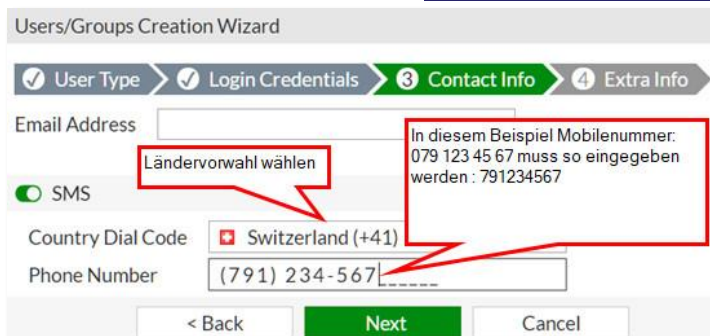 Users/Groups Creation Wizard
User Type
Login Credentials
3 Contact Info
4 Extra Info
Email Address
In diesem Beispiel Mobilenummer:
079 123 45 67 muss so eingegeben
werden : 791234567
Ländervorwahl wählen
SMS
Country Dial Code
Switzerland (+41)
Phone Number
(791) 234-567______
< Back
Next
Cancel